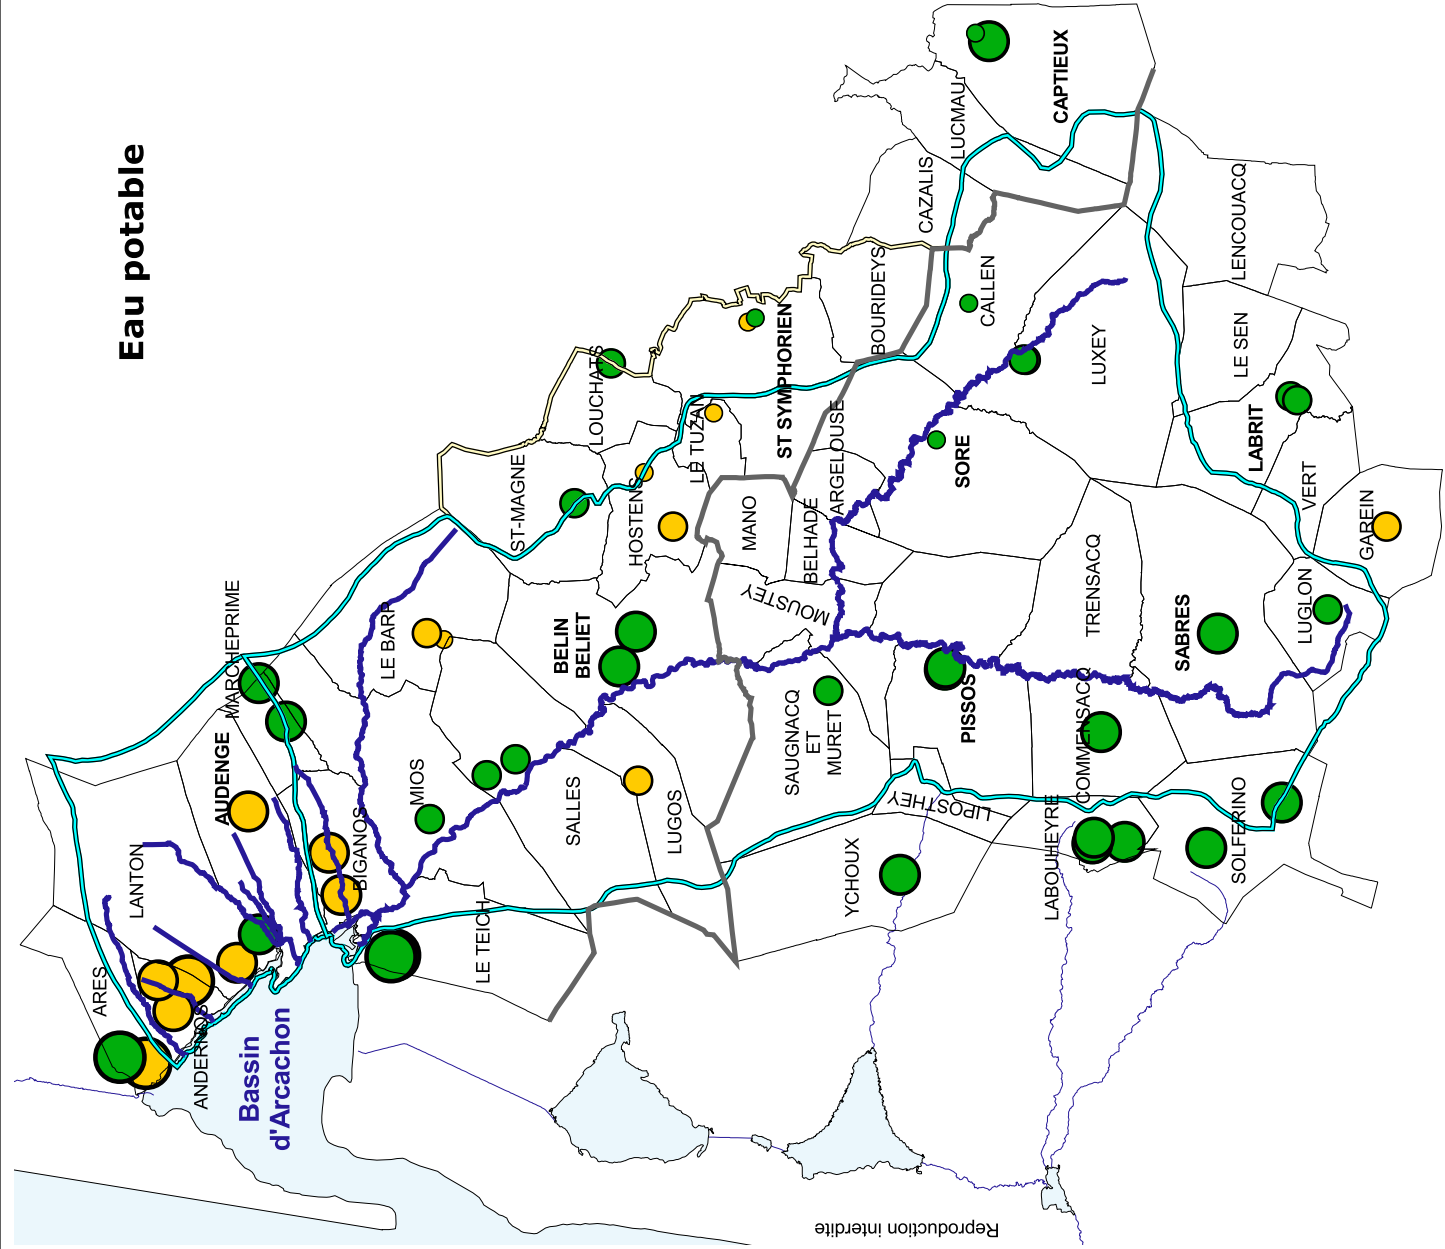 Eau potable
CAPTIEUX
LUCMAU
CAZALIS
LENCOUACQ
BOURIDEYS
CALLEN
LUXEY
LE SEN
LABRIT
VERT
GAREIN
LUGLON
LOUCHATS
ST SYMPHORIEN
LE TUZAN
ARGELOUSE
SORE
ST-MAGNE
HOSTENS
MANO
BELHADE
MOUSTEY
TRENSACQ
SABRES
MARCHEPRIME
LE BARP
BELIN
BELIET
SAUGNACQ
ET
MURET
PISSOS
COMMENSACQ
AUDENGE
MIOS
SALLES
LUGOS
LIPOSTHEY
LABOUHEYRE
SOLFERINO
YCHOUX
LANTON
BIGANOS
LE TEICH
ARES
ANDERNOS
Bassin
d'Arcachon
Reproduction interdite